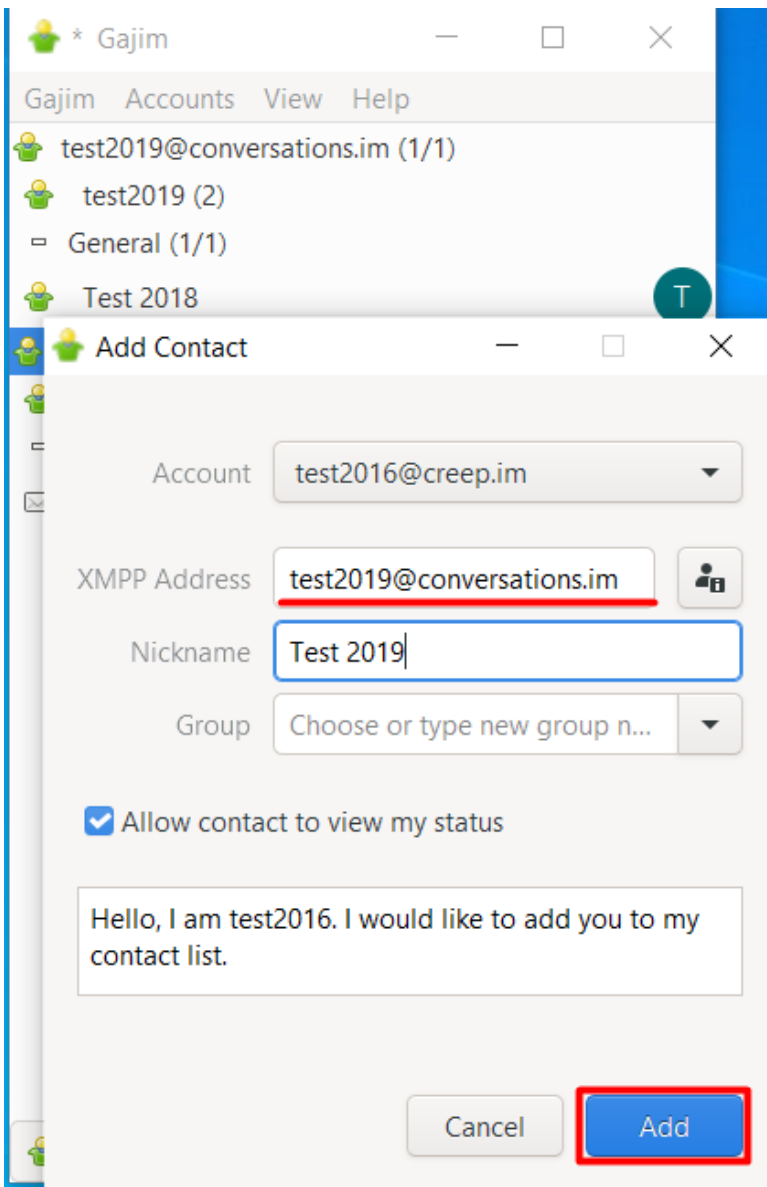 * Gajim
Gajim Accounts View Help
test2019@conversations.im (1/1)
test2019 (2)
General (1/1)
Test 2018
T
Add Contact
Account test2016@creep.im
XMPP Address test2019@conversations.im
Nickname Test 2019
Group Choose or type new group n...
Allow contact to view my status
Hello, I am test2016. I would like to add you to my
contact list.
Cancel Add